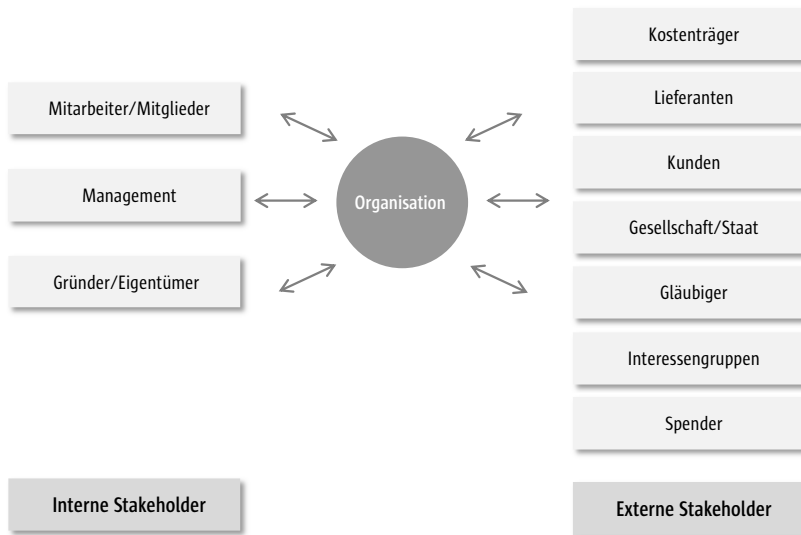 Mitarbeiter/Mitglieder
Management
Gründer/Eigentümer
Interne Stakeholder
Organisation
Kostenträger
Lieferanten
Kunden
Gesellschaft/Staat
Gläubiger
Interessengruppen
Spender
Externe Stakeholder